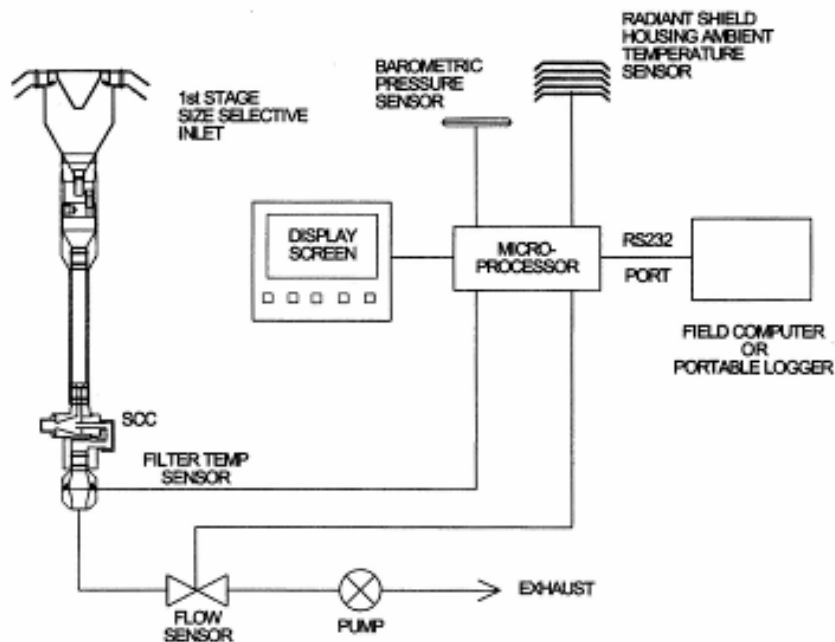 RADIANT SHIELD
HOUSING AMBIENT
TEMPERATURE
SENSOR
BAROMETRIC
PRESSURE
SENSOR
1st STAGE
SIZE SELECTIVE
INLET
DISPLAY
SCREEN
MICRO-
PROCESSOR
RS232
PORT
FIELD COMPUTER
OR
PORTABLE LOGGER
SCC
FILTER TEMP
SENSOR
FLOW
SENSOR
PUMP
EXHAUST